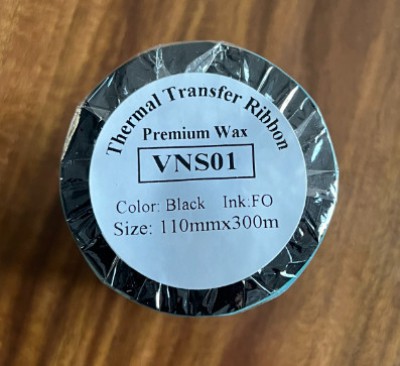 Thermal Transfer Ribbon
Premium Wax
VNS01
Color: Black Ink:FO
Size: 110mmx300m